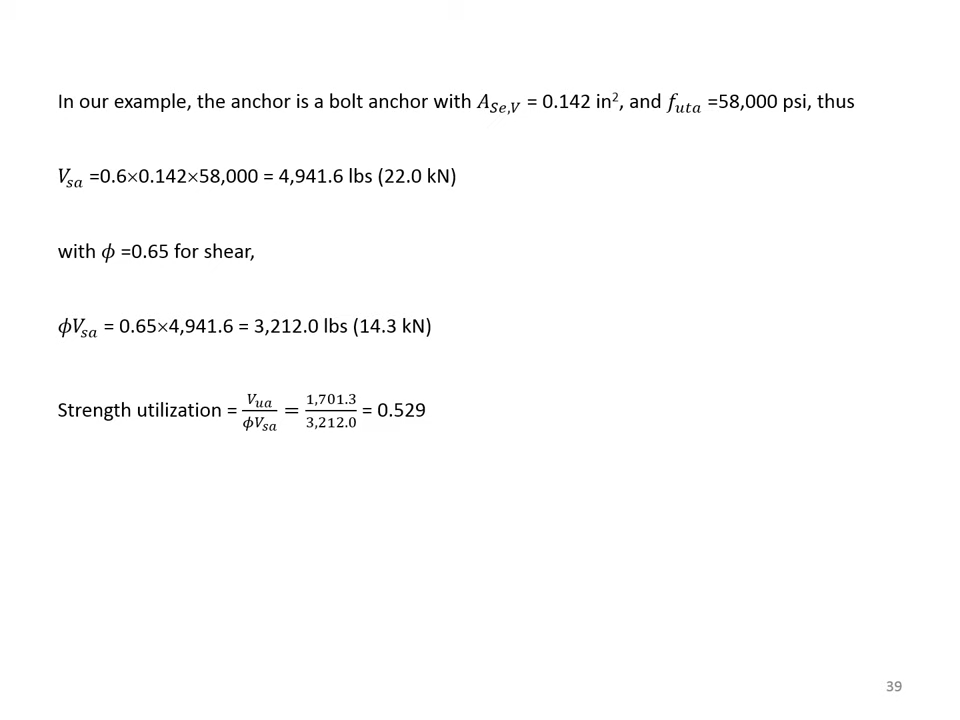 In our example, the anchor is a bolt anchor with A_{Se,V} = 0.142 in², and f_{uta} =58,000 psi, thus
V_{sa} =0.6×0.142×58,000 = 4,941.6 lbs (22.0 kN)
with ϕ =0.65 for shear,
ϕV_{sa} = 0.65×4,941.6 = 3,212.0 lbs (14.3 kN)
Strength utilization = \frac{V_{ua}}{ϕV_{sa}} = \frac{1,701.3}{3,212.0} = 0.529
39